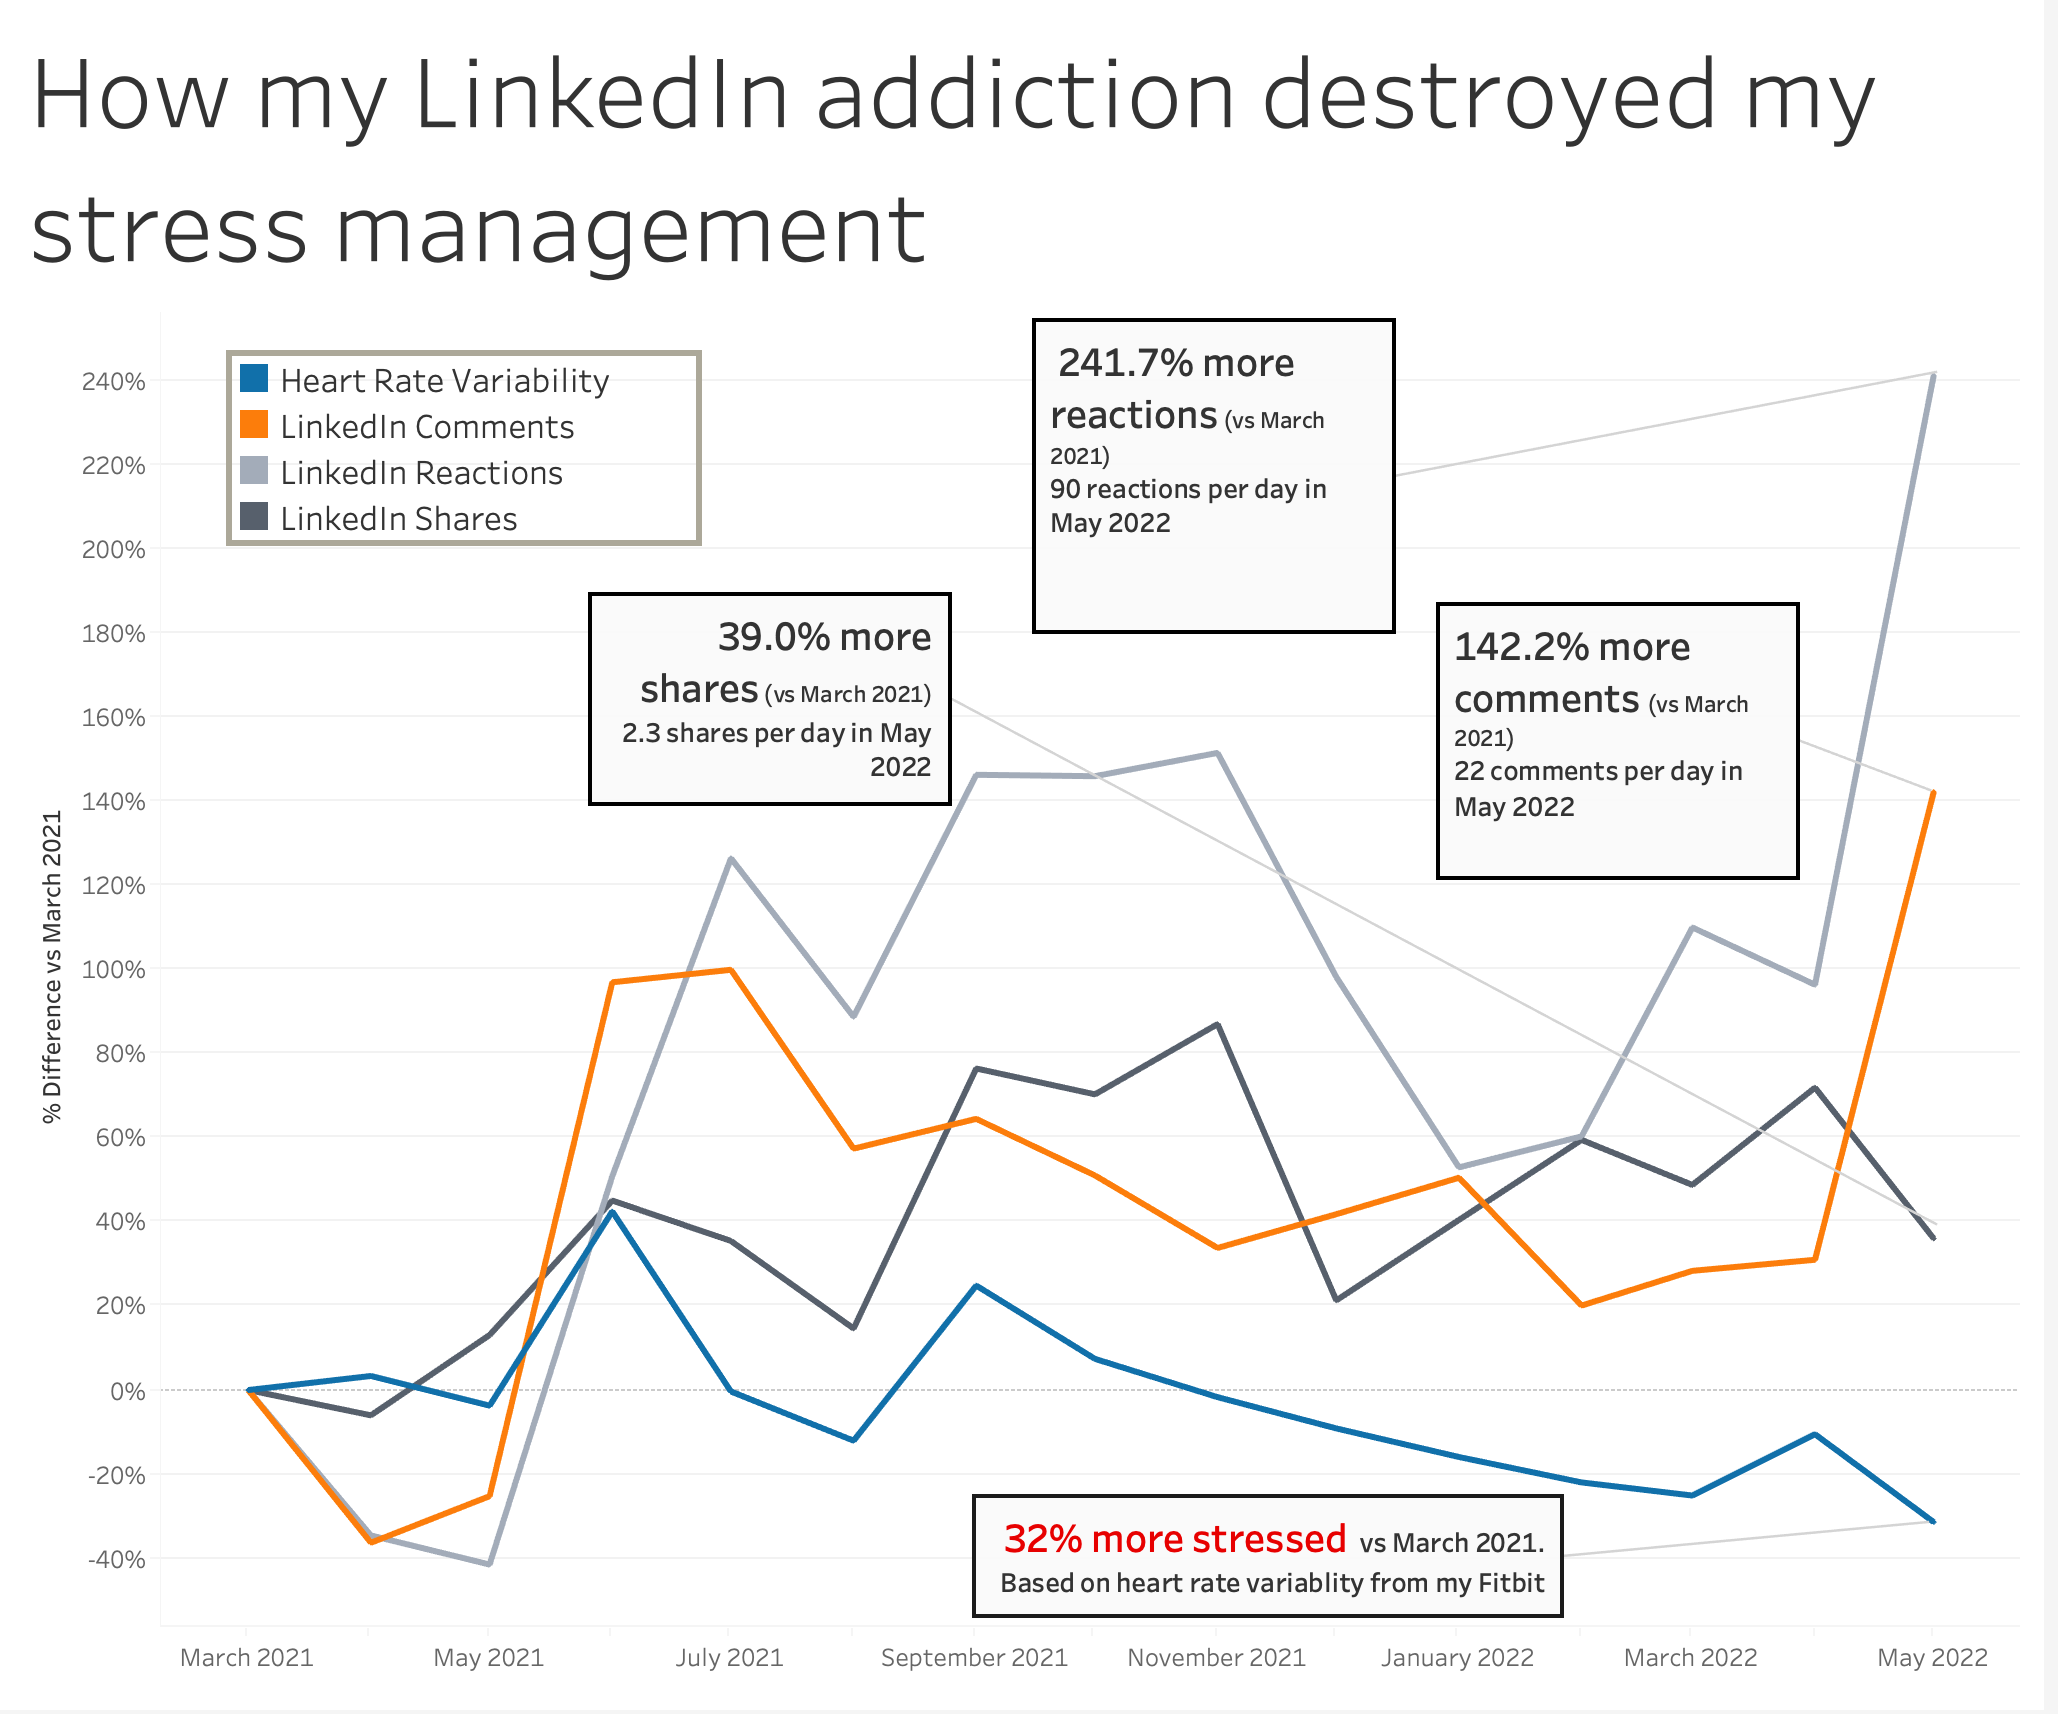 How my LinkedIn addiction destroyed my
stress management
Heart Rate Variability
LinkedIn Comments
LinkedIn Reactions
LinkedIn Shares
241.7% more
reactions (vs March
2021)
90 reactions per day in
May 2022
39.0% more
shares (vs March 2021)
2.3 shares per day in May
2022
142.2% more
comments (vs March
2021)
22 comments per day in
May 2022
32% more stressed vs March 2021.
Based on heart rate variablity from my Fitbit
% Difference vs March 2021
240%
220%
200%
180%
160%
140%
120%
100%
80%
60%
40%
20%
0%
-20%
-40%
March 2021
May 2021
July 2021
September 2021
November 2021
January 2022
March 2022
May 2022